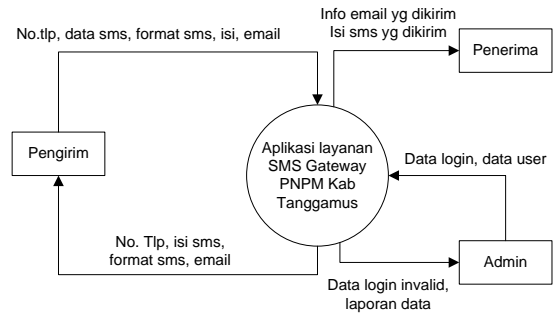 Info email yg dikirim
Isi sms yg dikirim
No.tlp, data sms, format sms, isi, email
Penerima
Pengirim
Aplikasi layanan
SMS Gateway
PNPM Kab
Tanggamus
Data login, data user
No. Tlp, isi sms,
format sms, email
Admin
Data login invalid,
laporan data